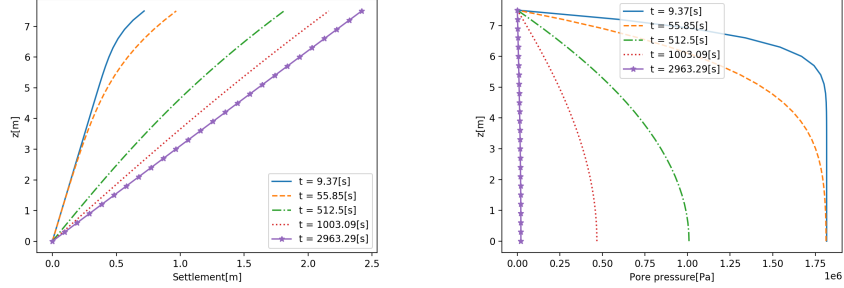 z[m]
7
6
5
4
3
2
1
0
t = 9.37[s]
t = 55.85[s]
t = 512.5[s]
t = 1003.09[s]
t = 2963.29[s]
0.0 0.5 1.0 1.5 2.0 2.5
Settlement[m]
z[m]
7
6
5
4
3
2
1
0
t = 9.37[s]
t = 55.85[s]
t = 512.5[s]
t = 1003.09[s]
t = 2963.29[s]
0.00 0.25 0.50 0.75 1.00 1.25 1.50 1.75
Pore pressure[Pa]
1e6